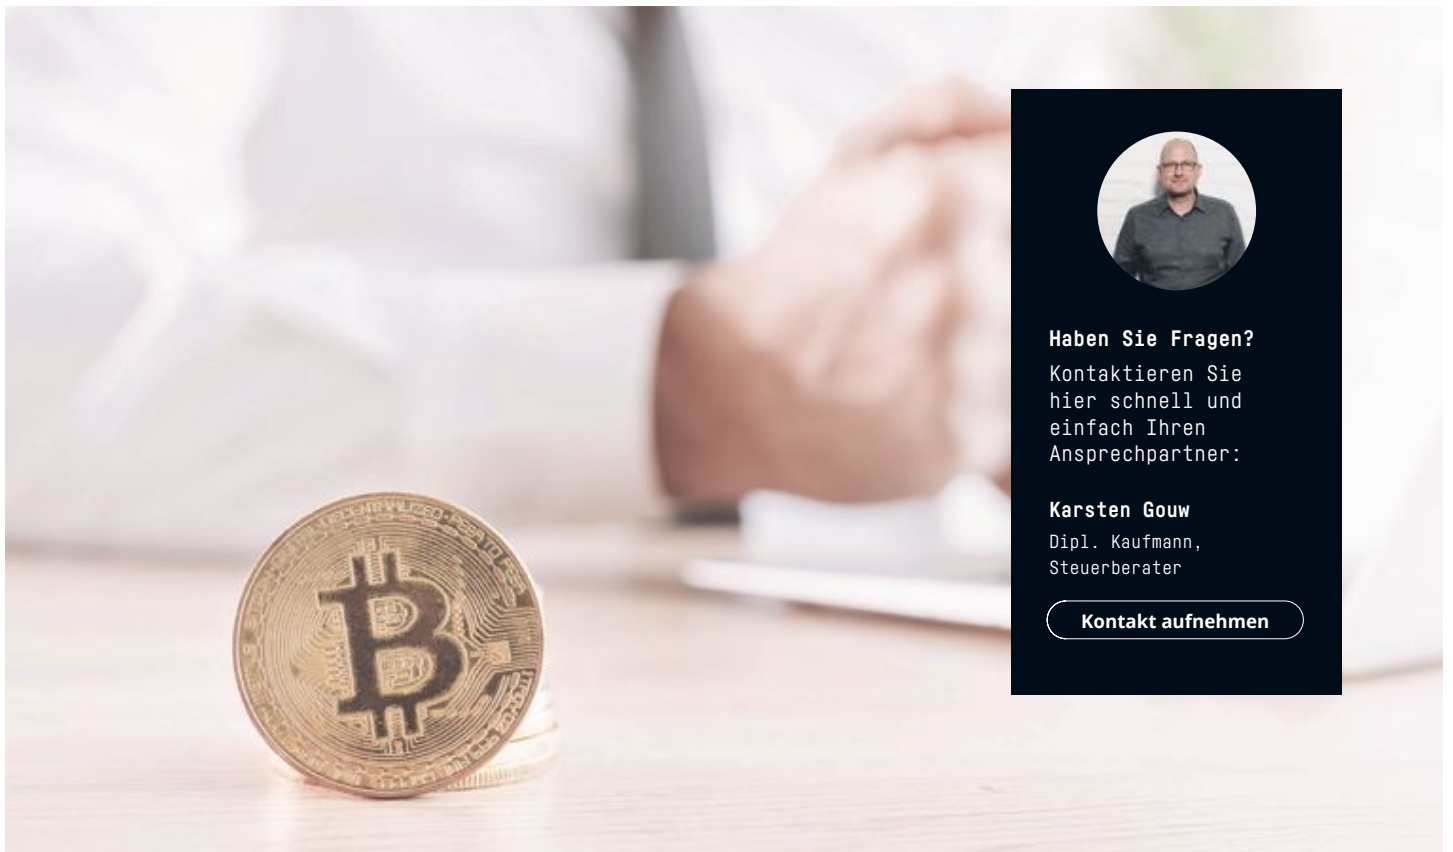 Haben Sie Fragen?
Kontaktieren Sie
hier schnell und
einfach Ihren
Ansprechpartner:
Karsten Gouw
Dipl. Kaufmann,
Steuerberater
Kontakt aufnehmen